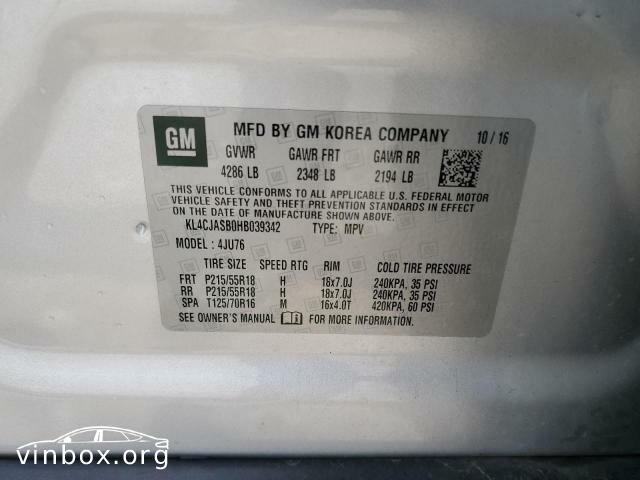 GM MFD BY GM KOREA COMPANY 10/16
GVWR GAWR FRT GAWR RR
4286 LB 2348 LB 2194 LB
THIS VEHICLE CONFORMS TO ALL APPLICABLE U.S. FEDERAL MOTOR
VEHICLE SAFETY AND THEFT PREVENTION STANDARDS IN EFFECT
ON THE DATE OF MANUFACTURE SHOWN ABOVE.
KL4CJASB0HB039342 TYPE: MPV
MODEL : 4JU76
TIRE SIZE SPEED RTG RIM COLD TIRE PRESSURE
FRT P215/55R18 H 18x7.0J 240KPA, 35 PSI
RR P215/55R18 H 18x7.0J 240KPA, 35 PSI
SPA T125/70R16 M 16x4.0T 420KPA, 60 PSI
SEE OWNER'S MANUAL FOR MORE INFORMATION.
vinbox.org